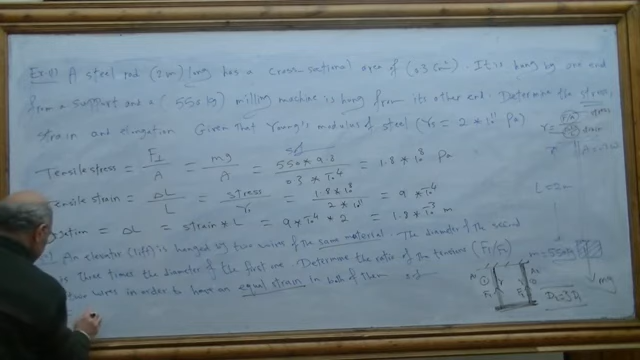 Ex(1) A steel rod (2m) long has a cross-sectional area of (0.3 cm²). It is hung by one end
from a support and a (550 kg) milling machine is hung from its other end. Determine the stress,
strain and elongation Given that Young's modulus of steel (Ys = 2 * 10¹¹ Pa)
Tensile stress = F⊥/A = mg/A = 550*9.8 / 0.3*10⁻⁴ = 1.8 * 10⁸ Pa
Tensile strain = ΔL/L = stress/Ys = 1.8*10⁸ / 2*10¹¹ = 9 * 10⁻⁴
= ΔL = strain * L = 9 * 10⁻⁴ * 2 = 1.8 * 10⁻³ m
An elevator (lift) is hanged by two wires of the same material. The diameter of the second
is three times the diameter of the first one. Determine the ratio of the tensions (F1/F2)
two wires in order to have an equal strain in both of them
L = 2m
m = 550 kg
mg